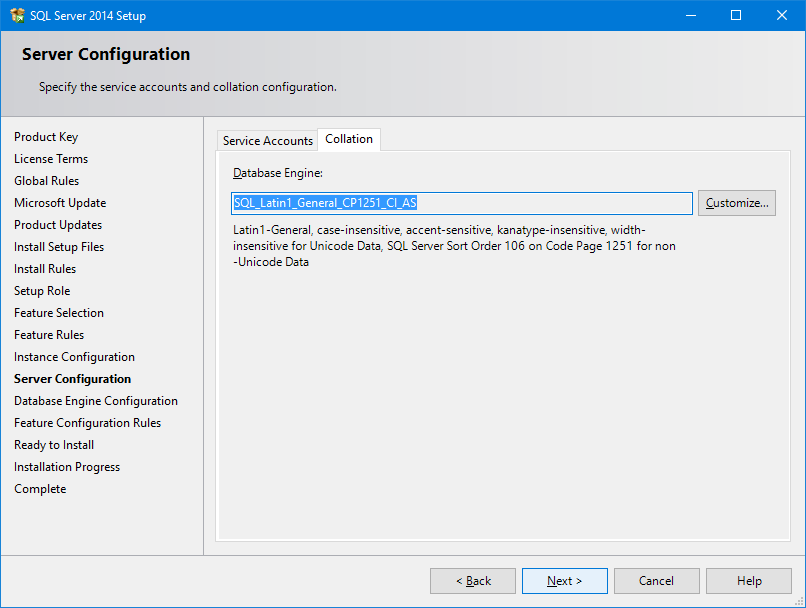 SQL Server 2014 Setup
Server Configuration
Specify the service accounts and collation configuration.
Product Key
License Terms
Global Rules
Microsoft Update
Product Updates
Install Setup Files
Install Rules
Setup Role
Feature Selection
Feature Rules
Instance Configuration
Server Configuration
Database Engine Configuration
Feature Configuration Rules
Ready to Install
Installation Progress
Complete
Service Accounts Collation
Database Engine:
SQL_Latin1_General_CP1251_CI_AS Customize...
Latin1-General, case-insensitive, accent-sensitive, kanatype-insensitive, width-
insensitive for Unicode Data, SQL Server Sort Order 106 on Code Page 1251 for non
-Unicode Data
< Back Next > Cancel Help